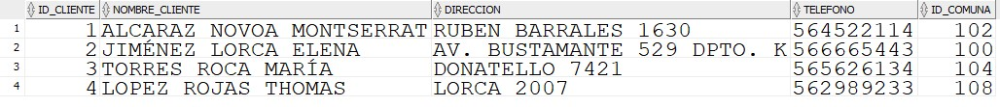 ID_CLIENTE NOMBRE_CLIENTE DIRECCION TELEFONO ID_COMUNA
1 1 ALCARAZ NOVOA MONTSERRAT RUBEN BARRALES 1630 564522114 102
2 2 JIMÉNEZ LORCA ELENA AV. BUSTAMANTE 529 DPTO. K 566665443 100
3 3 TORRES ROCA MARÍA DONATELLO 7421 565626134 104
4 4 LOPEZ ROJAS THOMAS LORCA 2007 562989233 108